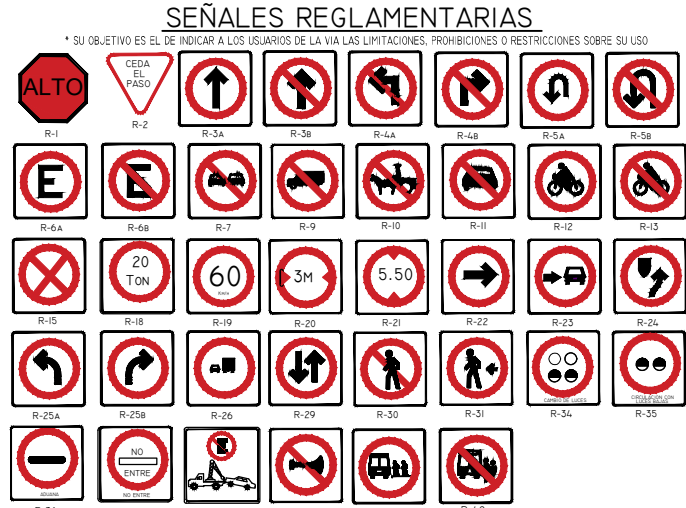 SEÑALES REGLAMENTARIAS
* SU OBJETIVO ES EL DE INDICAR A LOS USUARIOS DE LA VIA LAS LIMITACIONES, PROHIBICIONES O RESTRICCIONES SOBRE SU USO
ALTO
CEDA
EL
PASO
R-1 R-2 R-3A R-3B R-4A R-4B R-5A R-5B
E E
R-6A R-6B R-7 R-9 R-10 R-11 R-12 R-13
20
TON
60
3M
5.50
R-15 R-18 R-19 R-20 R-21 R-22 R-23 R-24
CAMBIO DE LUCES
CIRCULACION CON
LUCES BAJAS
R-25A R-25B R-26 R-29 R-30 R-31 R-34 R-35
ADUANA
NO
ENTRE
NO ENTRE
E